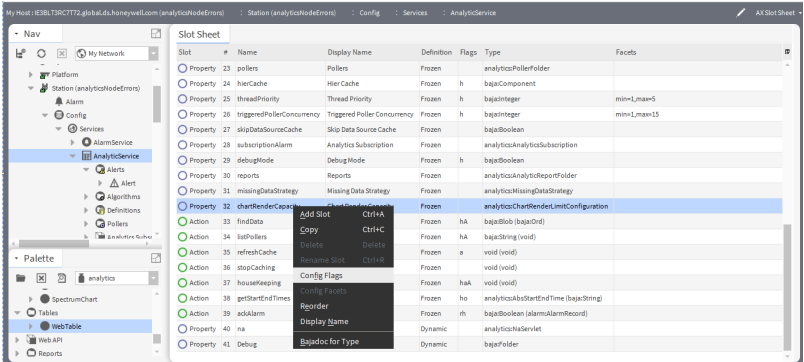 My Host : IE3BLT3RC7T72.global.ds.honeywell.com (analyticsNodeErrors) : Station (analyticsNodeErrors) : Config : Services : AnalyticService AX Slot Sheet
Nav
My Network
Platform
Station (analyticsNodeErrors)
Alarm
Config
Services
AlarmService
AnalyticService
Alerts
Alert
Algorithms
Definitions
Pollers
Analytics Subsv
Palette
analytics
SpectrumChart
Tables
WebTable
Web API
Reports
Slot Sheet
Slot # Name Display Name Definition Flags Type Facets
Property 23 pollers Pollers Frozen analytics:PollerFolder
Property 24 hierCache Hier Cache Frozen h baja:Component
Property 25 threadPriority Thread Priority Frozen h baja:Integer min=1,max=5
Property 26 triggeredPollerConcurrency Triggered Poller Concurrency Frozen h baja:Integer min=1,max=15
Property 27 skipDataSourceCache Skip Data Source Cache Frozen baja:Boolean
Property 28 subscriptionAlarm Analytics Subscription Frozen analytics:AnalyticsSubscription
Property 29 debugMode Debug Mode Frozen h baja:Boolean
Property 30 reports Reports Frozen analytics:AnalyticReportFolder
Property 31 missingDataStrategy Missing Data Strategy Frozen analytics:MissingDataStrategy
Property 32 chartRenderCapacity Chart Render Capacity Frozen analytics:ChartRenderLimitConfiguration
Action 33 findData Frozen hA baja:Blob (baja:Ord)
Action 34 listPollers Frozen hA baja:String (void)
Action 35 refreshCache Frozen a void (void)
Action 36 stopCaching Frozen void (void)
Action 37 houseKeeping Frozen haA void (void)
Action 38 getStartEndTimes Frozen ho analytics:AbsStartEndTime (baja:String)
Action 39 ackAlarm Frozen rh baja:Boolean (alarm:AlarmRecord)
Property 40 na Dynamic analytics:NaServlet
Property 41 Debug Dynamic baja:Folder
Add Slot Ctrl+A
Copy Ctrl+C
Delete Delete
Rename Slot Ctrl+R
Config Flags
Config Facets
Reorder
Display Name
Bajadoc for Type